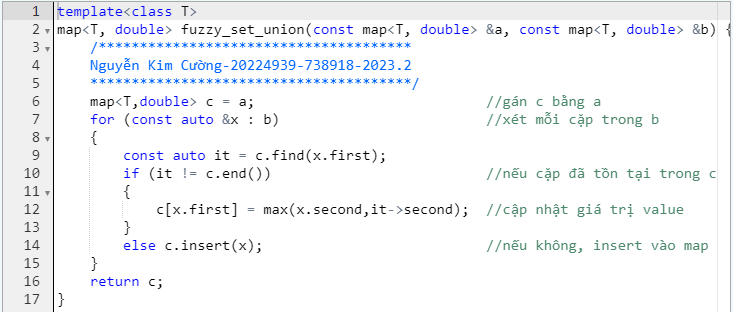 1 template<class T>
2 map<T, double> fuzzy_set_union(const map<T, double> &a, const map<T, double> &b) {
3 /**************************************
4 Nguyễn Kim Cường-20224939-738918-2023.2
5 ***************************************/
6 map<T,double> c = a; //gán c bằng a
7 for (const auto &x : b) //xét mỗi cặp trong b
8 {
9 const auto it = c.find(x.first);
10 if (it != c.end()) //nếu cặp đã tồn tại trong c
11 {
12 c[x.first] = max(x.second,it->second); //cập nhật giá trị value
13 }
14 else c.insert(x); //nếu không, insert vào map
15 }
16 return c;
17 }